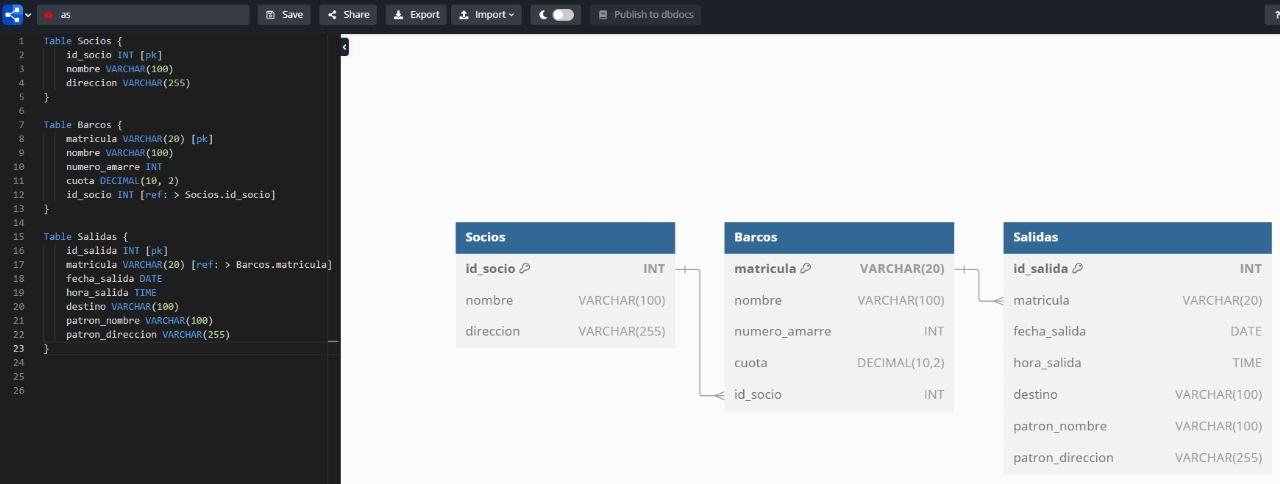 as
Save
Share
Export
Import
Publish to dbdocs
?
1 Table Socios {
2 id_socio INT [pk]
3 nombre VARCHAR(100)
4 direccion VARCHAR(255)
5 }
6
7 Table Barcos {
8 matricula VARCHAR(20) [pk]
9 nombre VARCHAR(100)
10 numero_amarre INT
11 cuota DECIMAL(10, 2)
12 id_socio INT [ref: > Socios.id_socio]
13 }
14
15 Table Salidas {
16 id_salida INT [pk]
17 matricula VARCHAR(20) [ref: > Barcos.matricula]
18 fecha_salida DATE
19 hora_salida TIME
20 destino VARCHAR(100)
21 patron_nombre VARCHAR(100)
22 patron_direccion VARCHAR(255)
23 }
24
25
26
Socios
id_socio INT
nombre VARCHAR(100)
direccion VARCHAR(255)
Barcos
matricula VARCHAR(20)
nombre VARCHAR(100)
numero_amarre INT
cuota DECIMAL(10,2)
id_socio INT
Salidas
id_salida INT
matricula VARCHAR(20)
fecha_salida DATE
hora_salida TIME
destino VARCHAR(100)
patron_nombre VARCHAR(100)
patron_direccion VARCHAR(255)